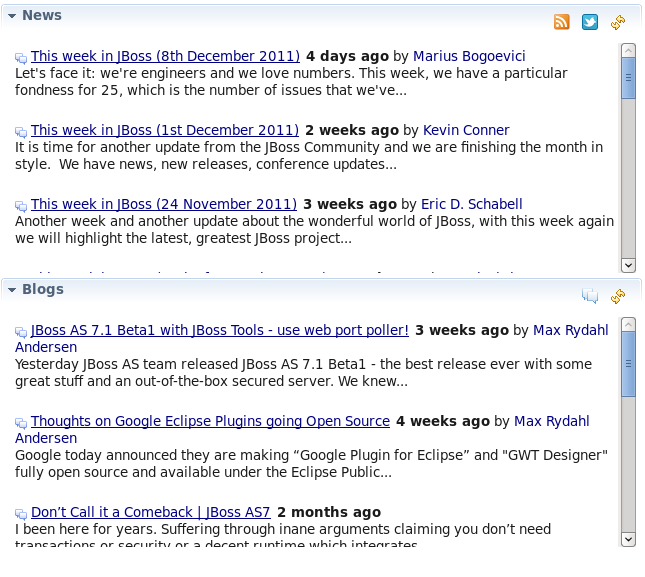 News
This week in JBoss (8th December 2011) 4 days ago by Marius Bogoevici
Let's face it: we're engineers and we love numbers. This week, we have a particular
fondness for 25, which is the number of issues that we've...
This week in JBoss (1st December 2011) 2 weeks ago by Kevin Conner
It is time for another update from the JBoss Community and we are finishing the month in
style.  We have news, new releases, conference updates...
This week in JBoss (24 November 2011) 3 weeks ago by Eric D. Schabell
Another week and another update about the wonderful world of JBoss, with this week again
we will highlight the latest, greatest JBoss project...
Blogs
JBoss AS 7.1 Beta1 with JBoss Tools - use web port poller! 3 weeks ago by Max Rydahl
Andersen
Yesterday JBoss AS team released JBoss AS 7.1 Beta1 - the best release ever with some
great stuff and an out-of-the-box secured server. We knew...
Thoughts on Google Eclipse Plugins going Open Source 4 weeks ago by Max Rydahl
Andersen
Google today announced they are making “Google Plugin for Eclipse” and "GWT Designer"
fully open source and available under the Eclipse Public...
Don’t Call it a Comeback | JBoss AS7 2 months ago
I been here for years. Suffering through inane arguments claiming you don’t need
transactions or security or a decent runtime which integrates